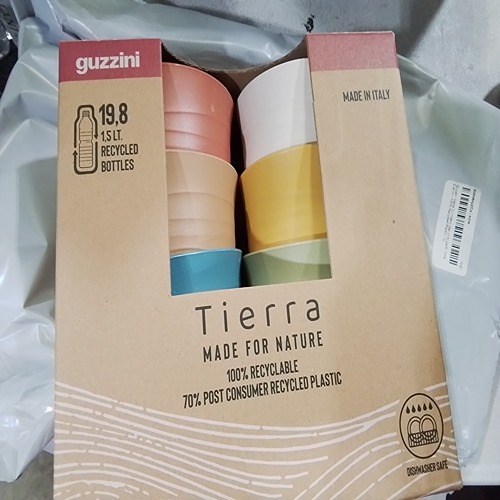 guzzini
MADE IN ITALY
19,8
1,5 LT.
RECYCLED
BOTTLES
Tierra
MADE FOR NATURE
100% RECYCLABLE
70% POST CONSUMER RECYCLED PLASTIC
DISHWASHER SAFE